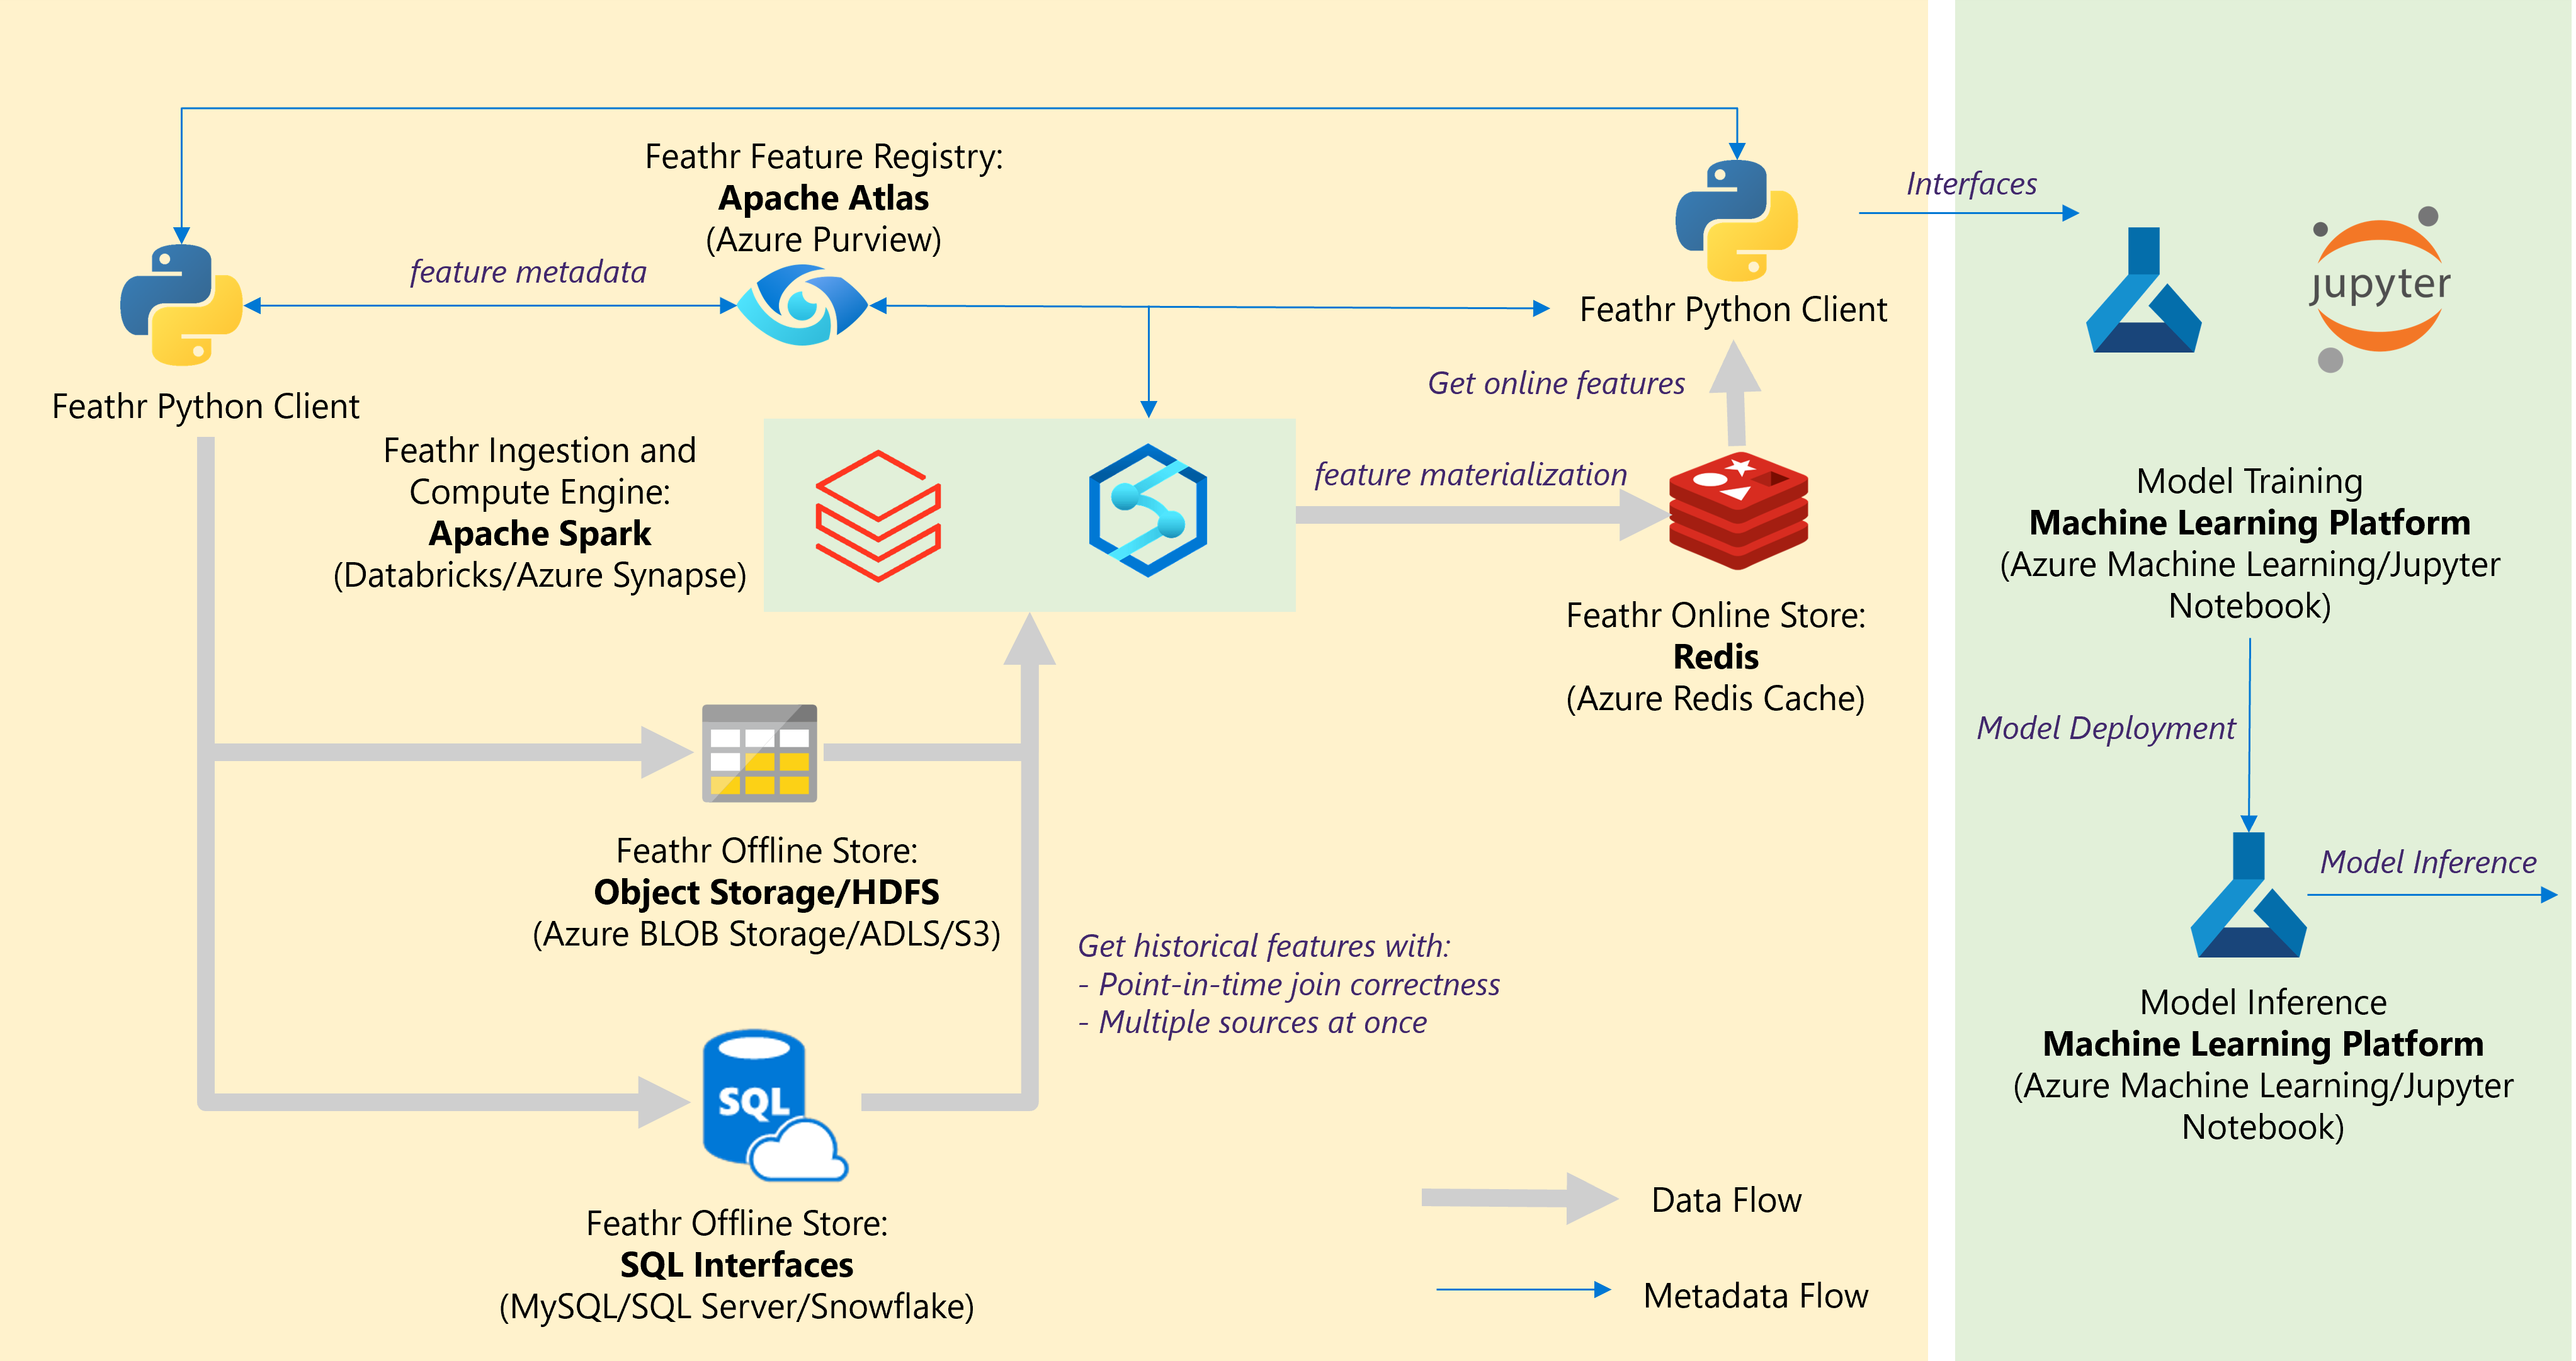 Feathr Feature Registry:
Apache Atlas
(Azure Purview)
feature metadata
Feathr Python Client
Feathr Python Client
Interfaces
jupyter
Get online features
Feathr Ingestion and
Compute Engine:
Apache Spark
(Databricks/Azure Synapse)
feature materialization
Feathr Online Store:
Redis
(Azure Redis Cache)
Model Training
Machine Learning Platform
(Azure Machine Learning/Jupyter
Notebook)
Model Deployment
Feathr Offline Store:
Object Storage/HDFS
(Azure BLOB Storage/ADLS/S3)
Get historical features with:
- Point-in-time join correctness
- Multiple sources at once
Model Inference
Model Inference
Machine Learning Platform
(Azure Machine Learning/Jupyter
Notebook)
SQL
Feathr Offline Store:
SQL Interfaces
(MySQL/SQL Server/Snowflake)
Data Flow
Metadata Flow